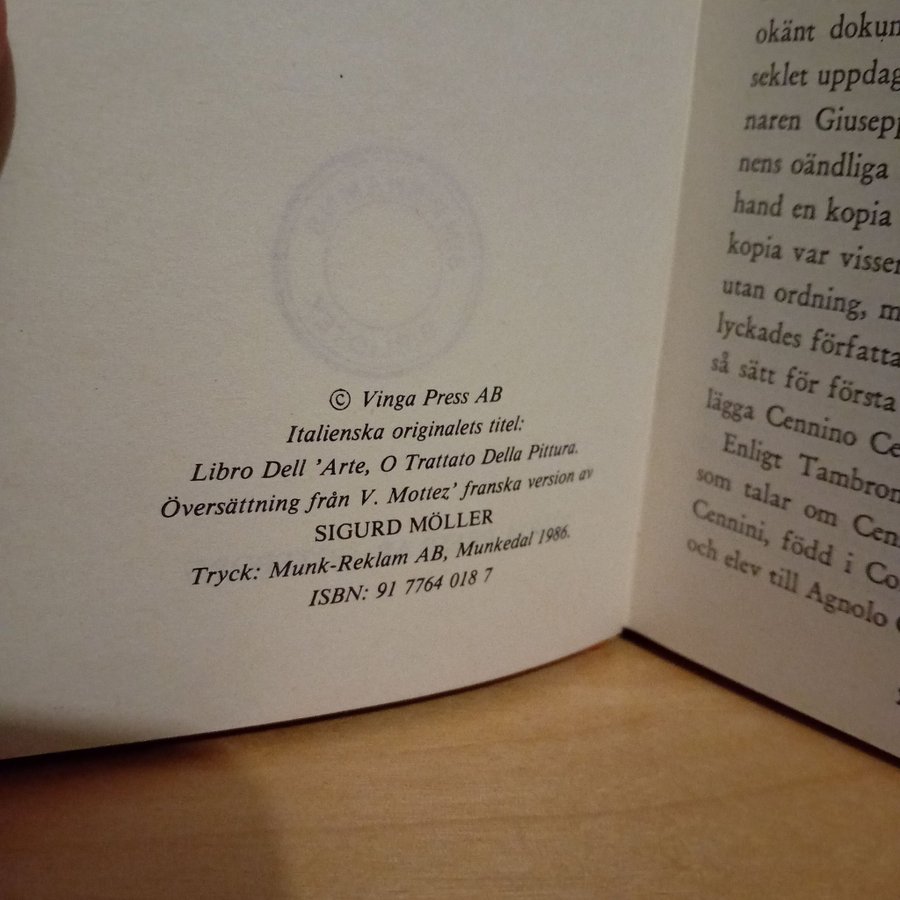 © Vinga Press AB
Italienska originalets titel:
Libro Dell 'Arte, O Trattato Della Pittura.
Översättning från V. Mottez' franska version av
SIGURD MÖLLER
Tryck: Munk-Reklam AB, Munkedal 1986.
ISBN: 91 7764 018 7
okänt
seklet
naren
nens oändliga
hand en kopia
kopia var
utan ordning,
lyckades
så sätt för första
lägga Cennino
Enligt
som talar om
Cennini, född i
och elev till Agnolo